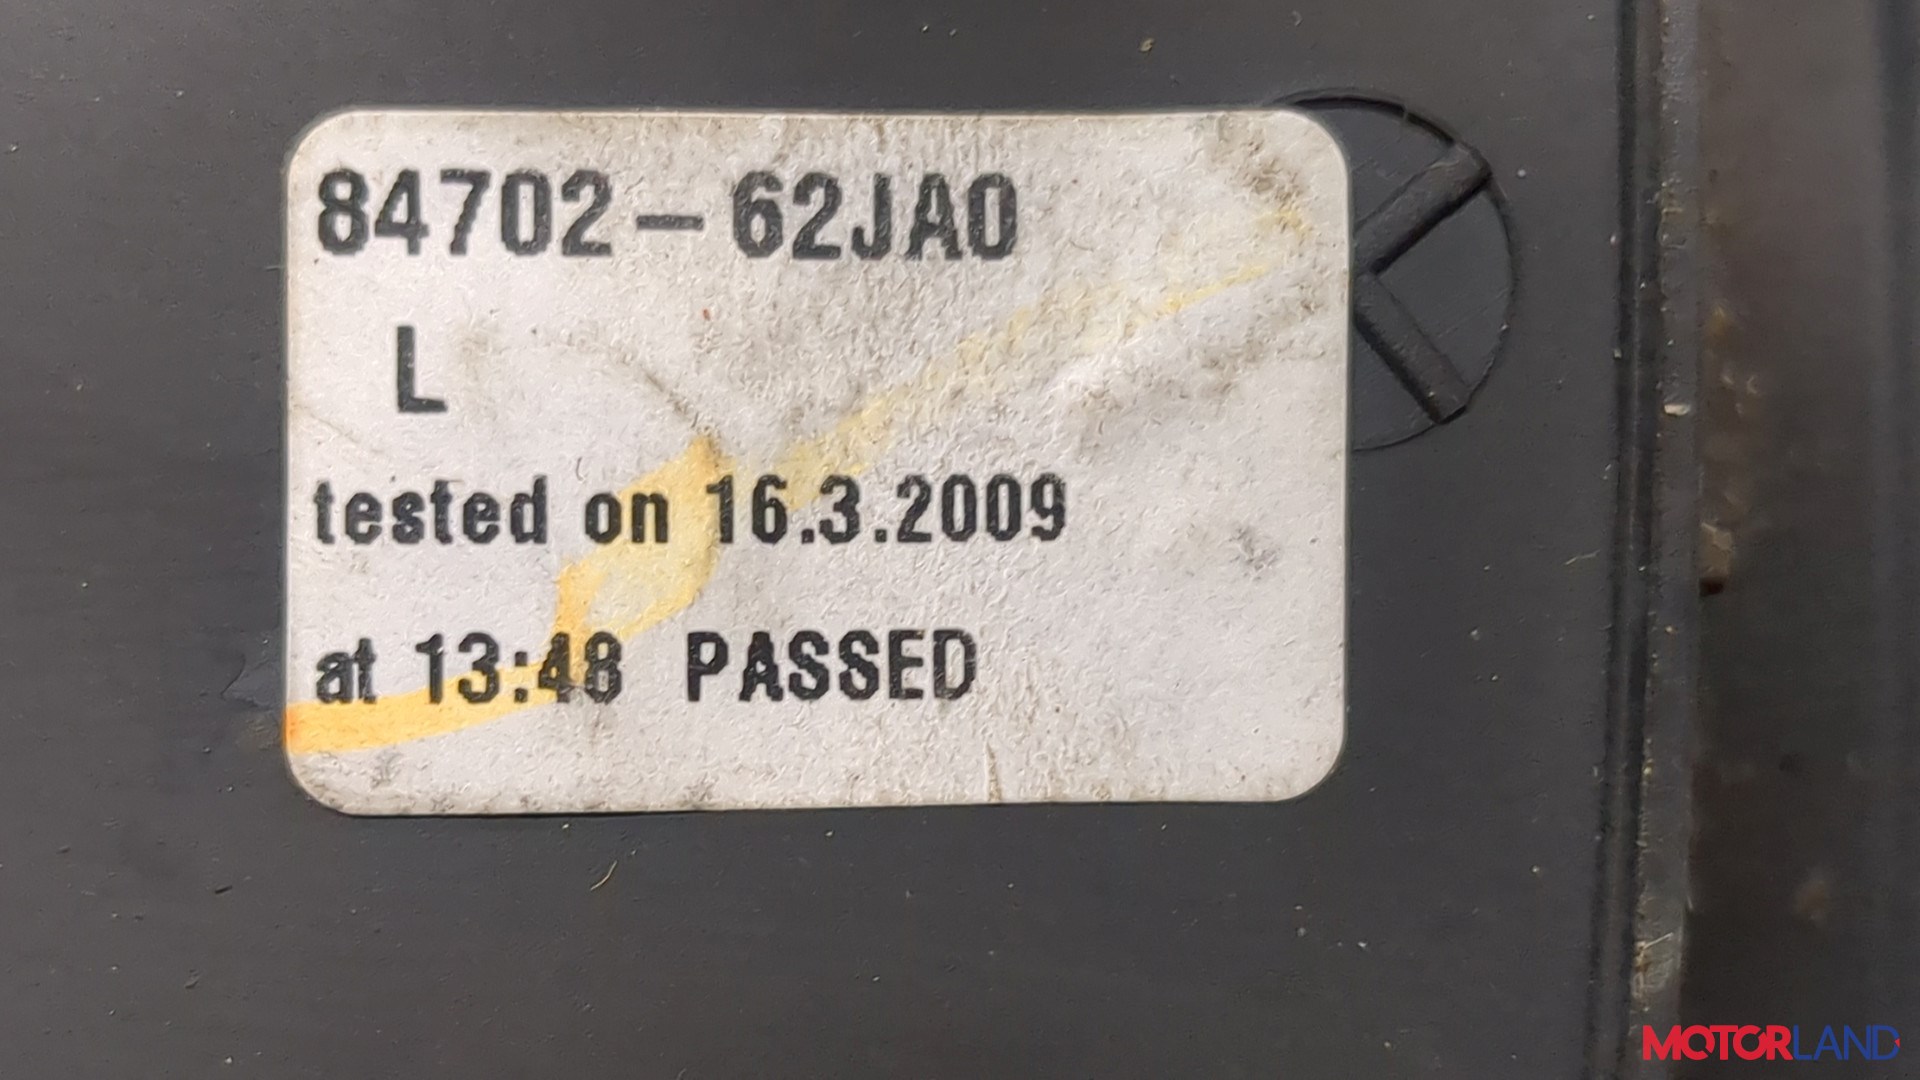 84702-62JA0
L
tested on 16.3.2009
at 13:48 PASSED
MOTORLAND